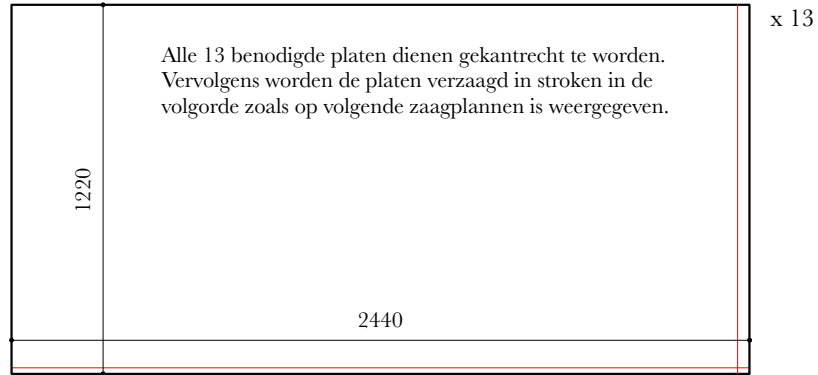 x 13
Alle 13 benodigde platen dienen gekantrecht te worden.
Vervolgens worden de platen verzaagd in stroken in de
volgorde zoals op volgende zaagplannen is weergegeven.
1220
2440